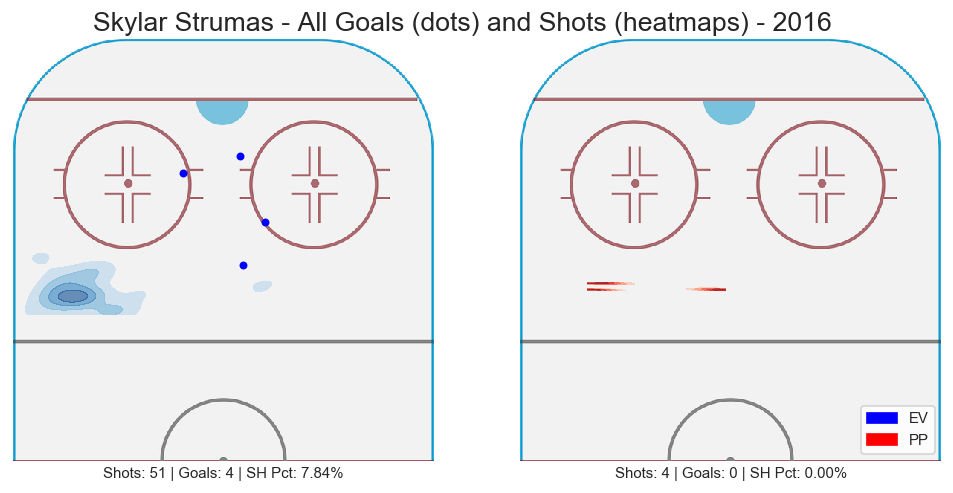 Skylar Strumas - All Goals (dots) and Shots (heatmaps) - 2016
EV
PP
Shots: 51 | Goals: 4 | SH Pct: 7.84%
Shots: 4 | Goals: 0 | SH Pct: 0.00%